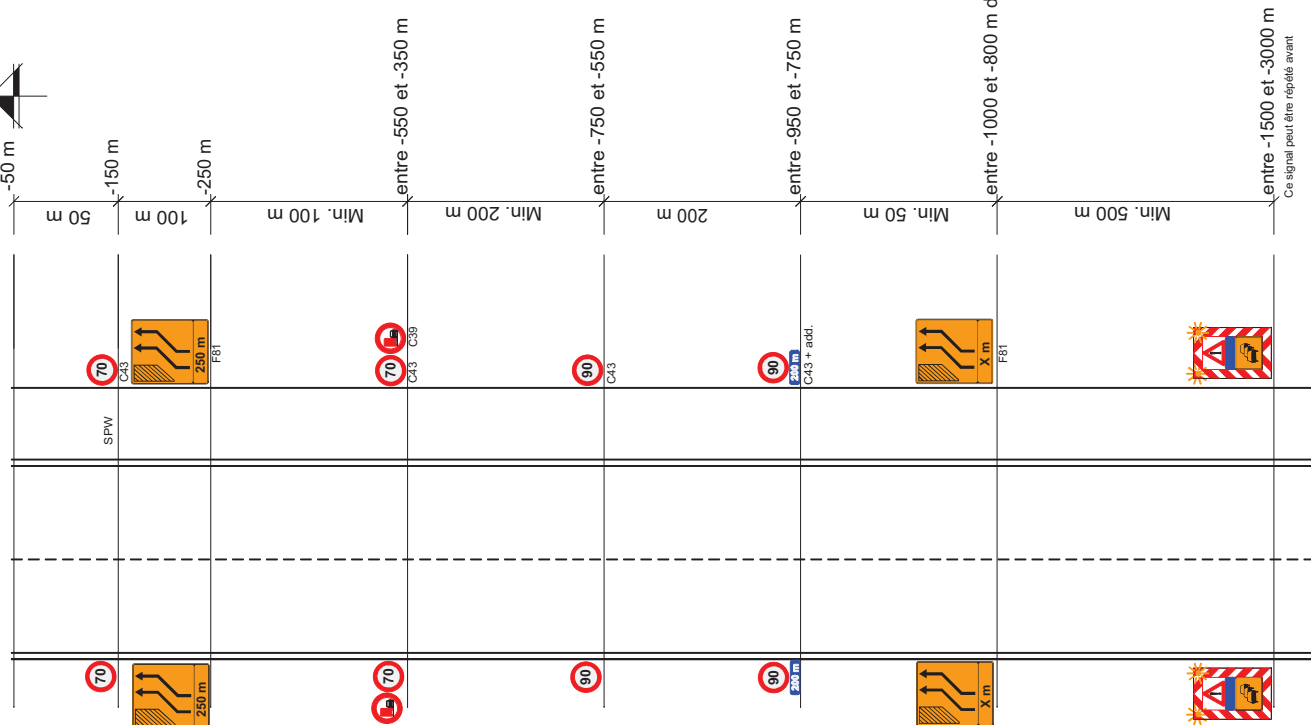 -50 m
50 m
-150 m
70
70
C43
SPW
100 m
250 m
250 m
-250 m
F81
Min. 100 m
entre -550 et -350 m
70
70
C43
C39
Min. 200 m
entre -750 et -550 m
90
90
C43
200 m
entre -950 et -750 m
90
90
200 m
200 m
C43 + add.
Min. 50 m
X m
X m
entre -1000 et -800 m d
F81
Min. 500 m
entre -1500 et -3000 m
Ce signal peut être répété avant